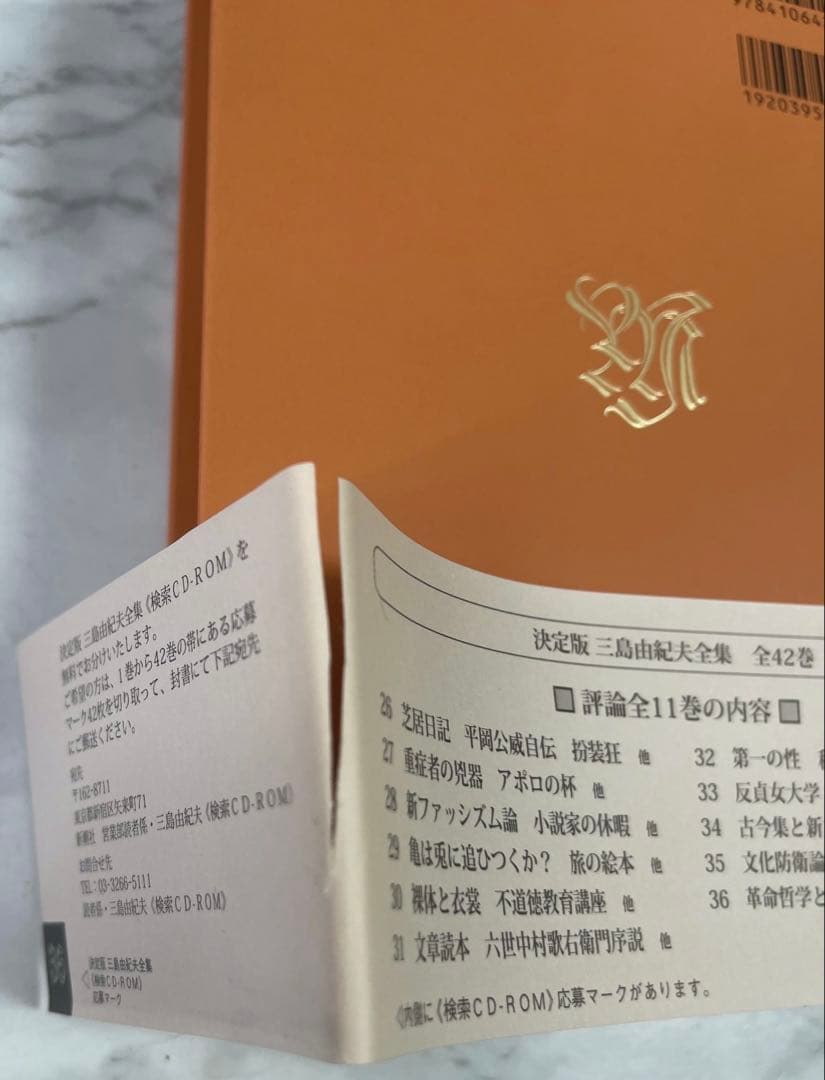 1920395
決定版 三島由紀夫全集《検索CD-ROM》を
無料でお分けいたします。
ご希望の方は、1巻から42巻の帯にある応募
マーク42枚を切り取って、封書にて下記宛先
にご郵送ください。
宛先
〒162-8711
東京都新宿区矢来町71
新潮社 営業部読者係・三島由紀夫《検索CD-ROM》
お問合せ先
TEL：03-3266-5111
読者係・三島由紀夫《検索CD-ROM》
36
決定版 三島由紀夫全集
《検索CD-ROM》
応募マーク
決定版 三島由紀夫全集 全42巻
評論全11巻の内容
26 芝居日記 平岡公威自伝 扮装狂 他
27 重症者の兇器 アポロの杯 他
28 新ファッシズム論 小説家の休暇 他
29 亀は兎に追ひつくか？ 旅の絵本 他
30 裸体と衣裳 不道徳教育講座 他
31 文章読本 六世中村歌右衛門序説 他
32 第一の性
33 反貞女大学
34 古今集と新
35 文化防衛論
36 革命哲学と
《内側に《検索CD-ROM》応募マークがあります。